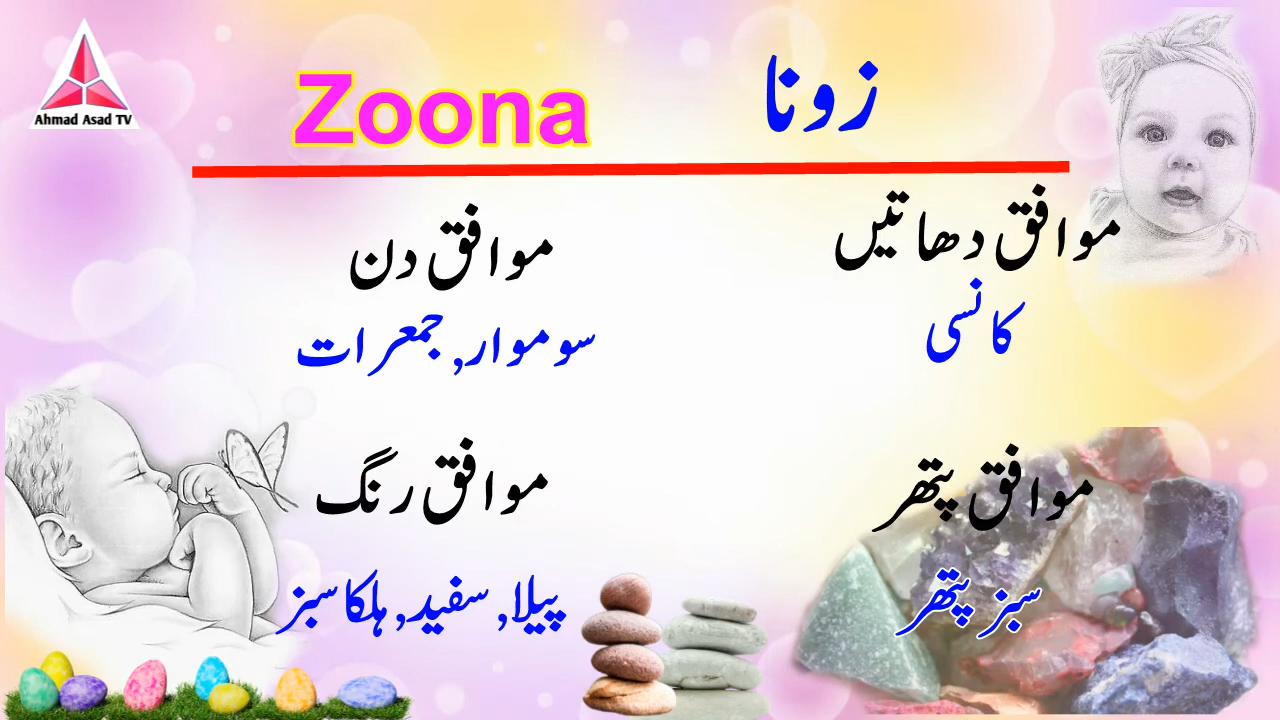 Ahmad Asad TV
Zoona
زونا
موافق دھاتیں
کانسی
موافق دن
سوموار, جمعرات
موافق پتھر
سبز پتھر
موافق رنگ
پیلا, سفید, ہلکا سبز